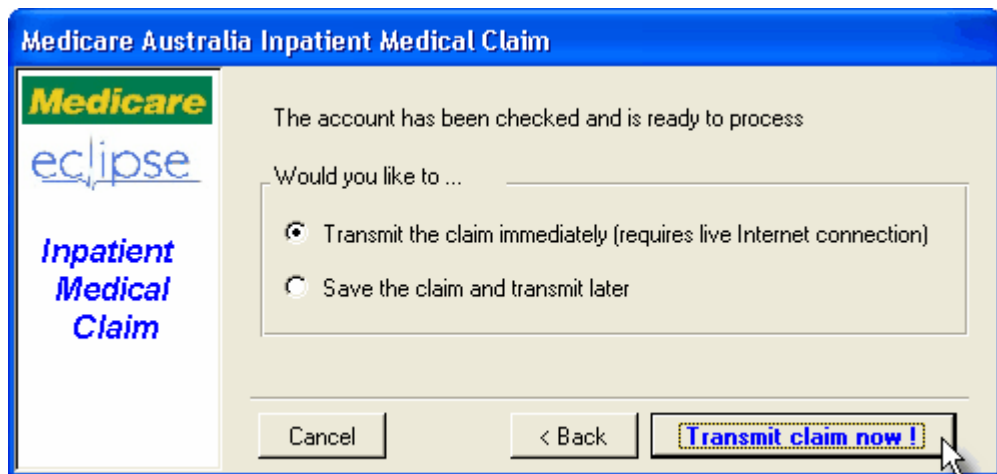 Medicare Australia Inpatient Medical Claim
Medicare
eclipse
Inpatient
Medical
Claim
The account has been checked and is ready to process
Would you like to ...
Transmit the claim immediately (requires live Internet connection)
Save the claim and transmit later
Cancel
< Back
Transmit claim now !